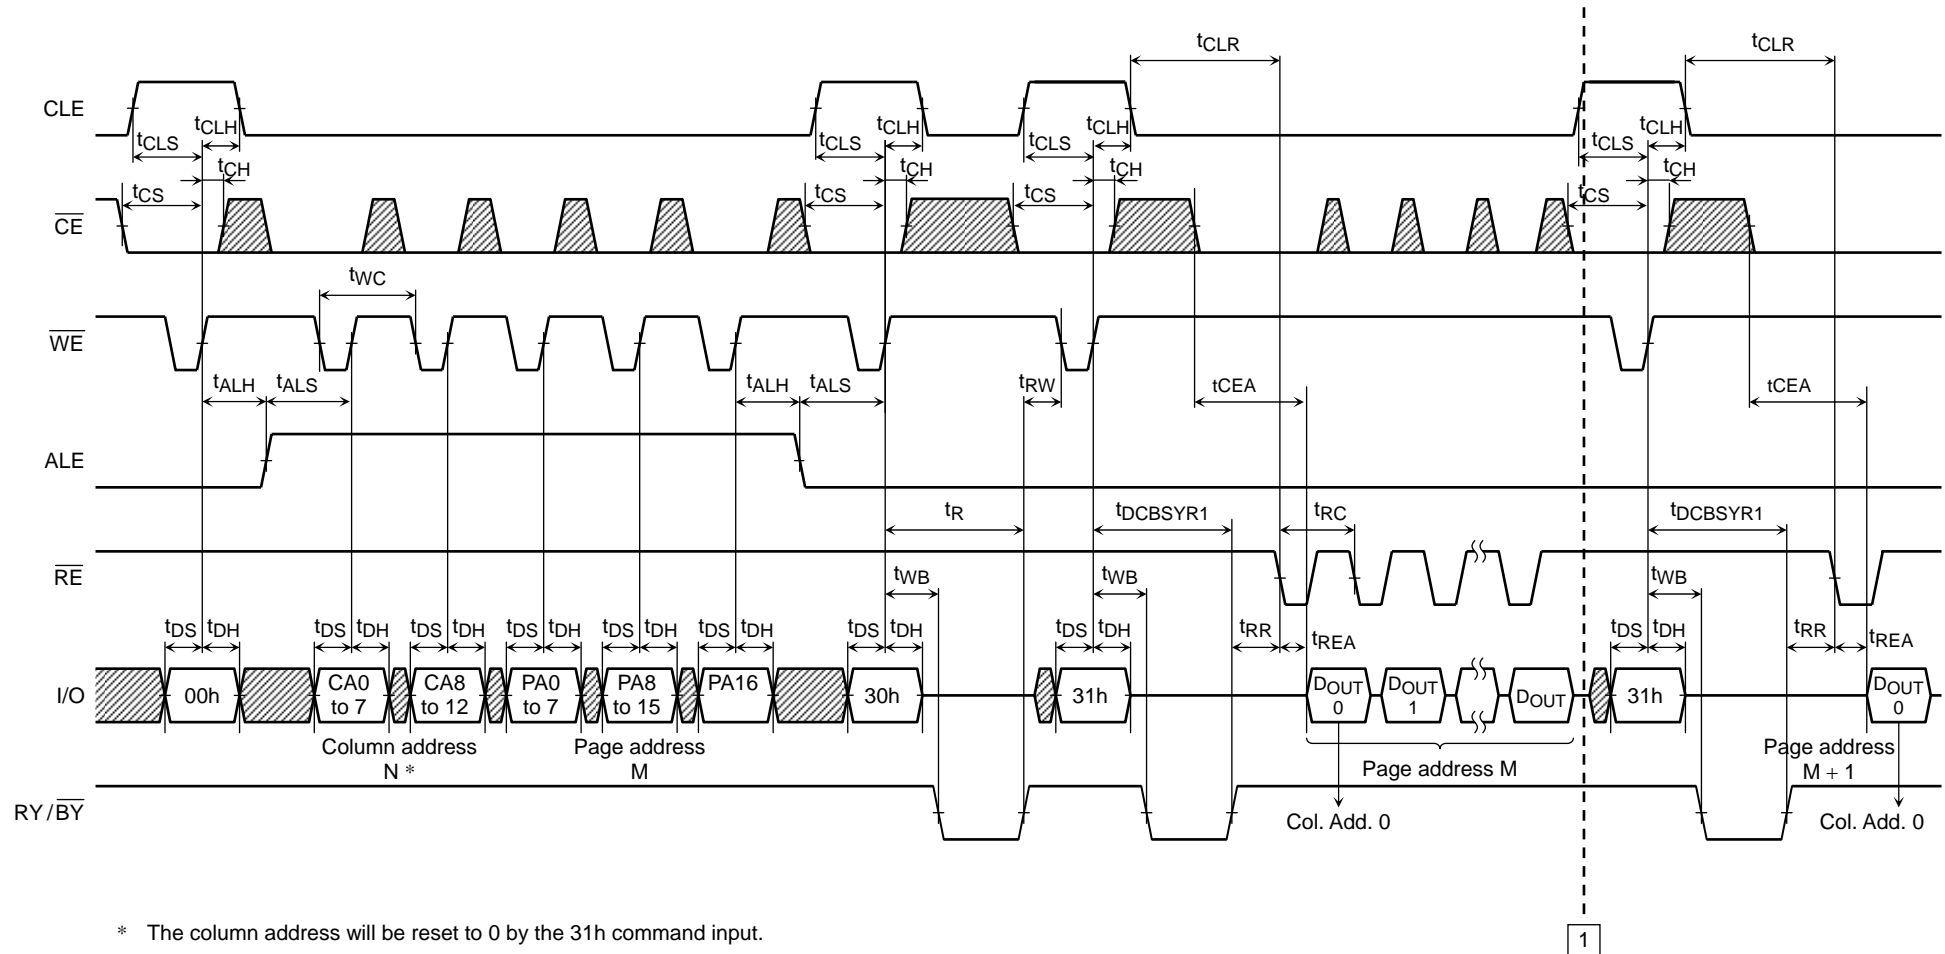 tCLR tCLR
CLE
tCLS tCLH tCLS tCLH tCLS tCLH tCLS tCLH
tCH tCH tCH tCH
tCS tCS tCS tCS
CE
tWC
WE
tALH tALS tALH tALS tRW tCEA tCEA
ALE
tR tDCBSYR1 tRC tDCBSYR1
RE
tWB tWB tWB
tDS tDH tDS tDH tDS tDH tDS tDH tDS tDH tDS tDH tDS tDH tDS tDH tRR tREA tDS tDH tRR tREA
I/O
00h
CA0
to 7
CA8
to 12
PA0
to 7
PA8
to 15
PA16
30h
31h
DOUT
0
DOUT
1
DOUT
31h
DOUT
0
Column address
N *
Page address
M
Page address M
Page address
M + 1
RY/BY
Col. Add. 0
Col. Add. 0
* The column address will be reset to 0 by the 31h command input.
1